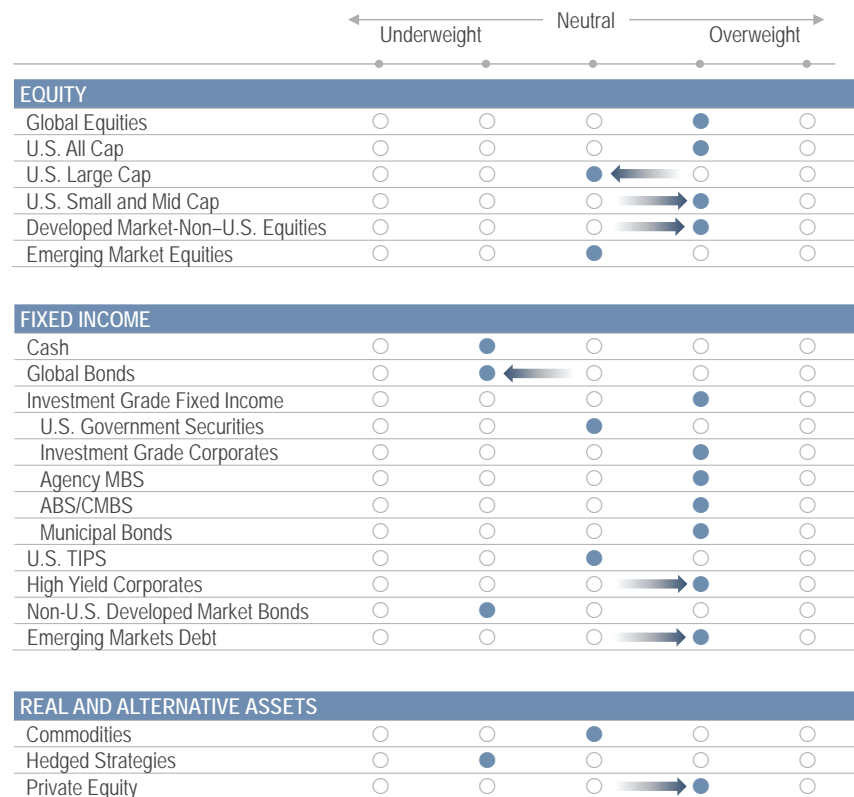 Neutral
Underweight Overweight
EQUITY
Global Equities
U.S. All Cap
U.S. Large Cap
U.S. Small and Mid Cap
Developed Market-Non–U.S. Equities
Emerging Market Equities
FIXED INCOME
Cash
Global Bonds
Investment Grade Fixed Income
U.S. Government Securities
Investment Grade Corporates
Agency MBS
ABS/CMBS
Municipal Bonds
U.S. TIPS
High Yield Corporates
Non-U.S. Developed Market Bonds
Emerging Markets Debt
REAL AND ALTERNATIVE ASSETS
Commodities
Hedged Strategies
Private Equity